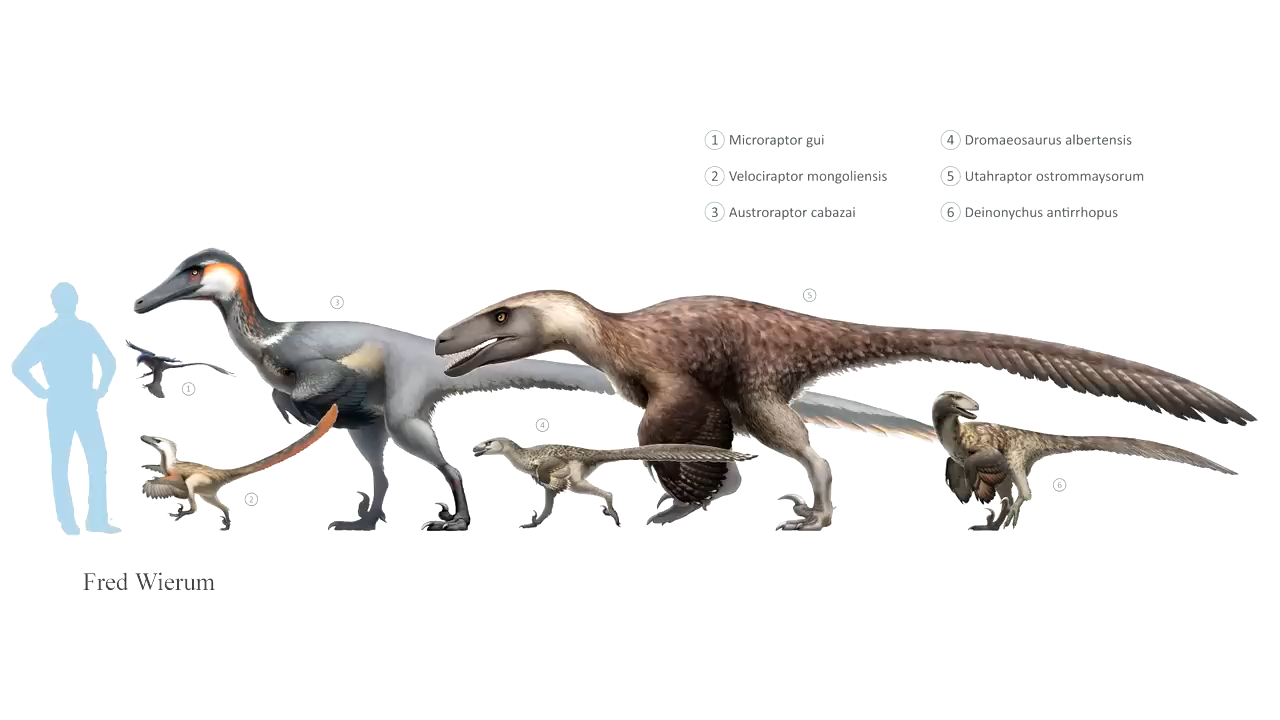 1 Microraptor gui
2 Velociraptor mongoliensis
3 Austroraptor cabazai
4 Dromaeosaurus albertensis
5 Utahraptor ostrommaysorum
6 Deinonychus antirrhopus
3
5
1
4
2
6
Fred Wierum